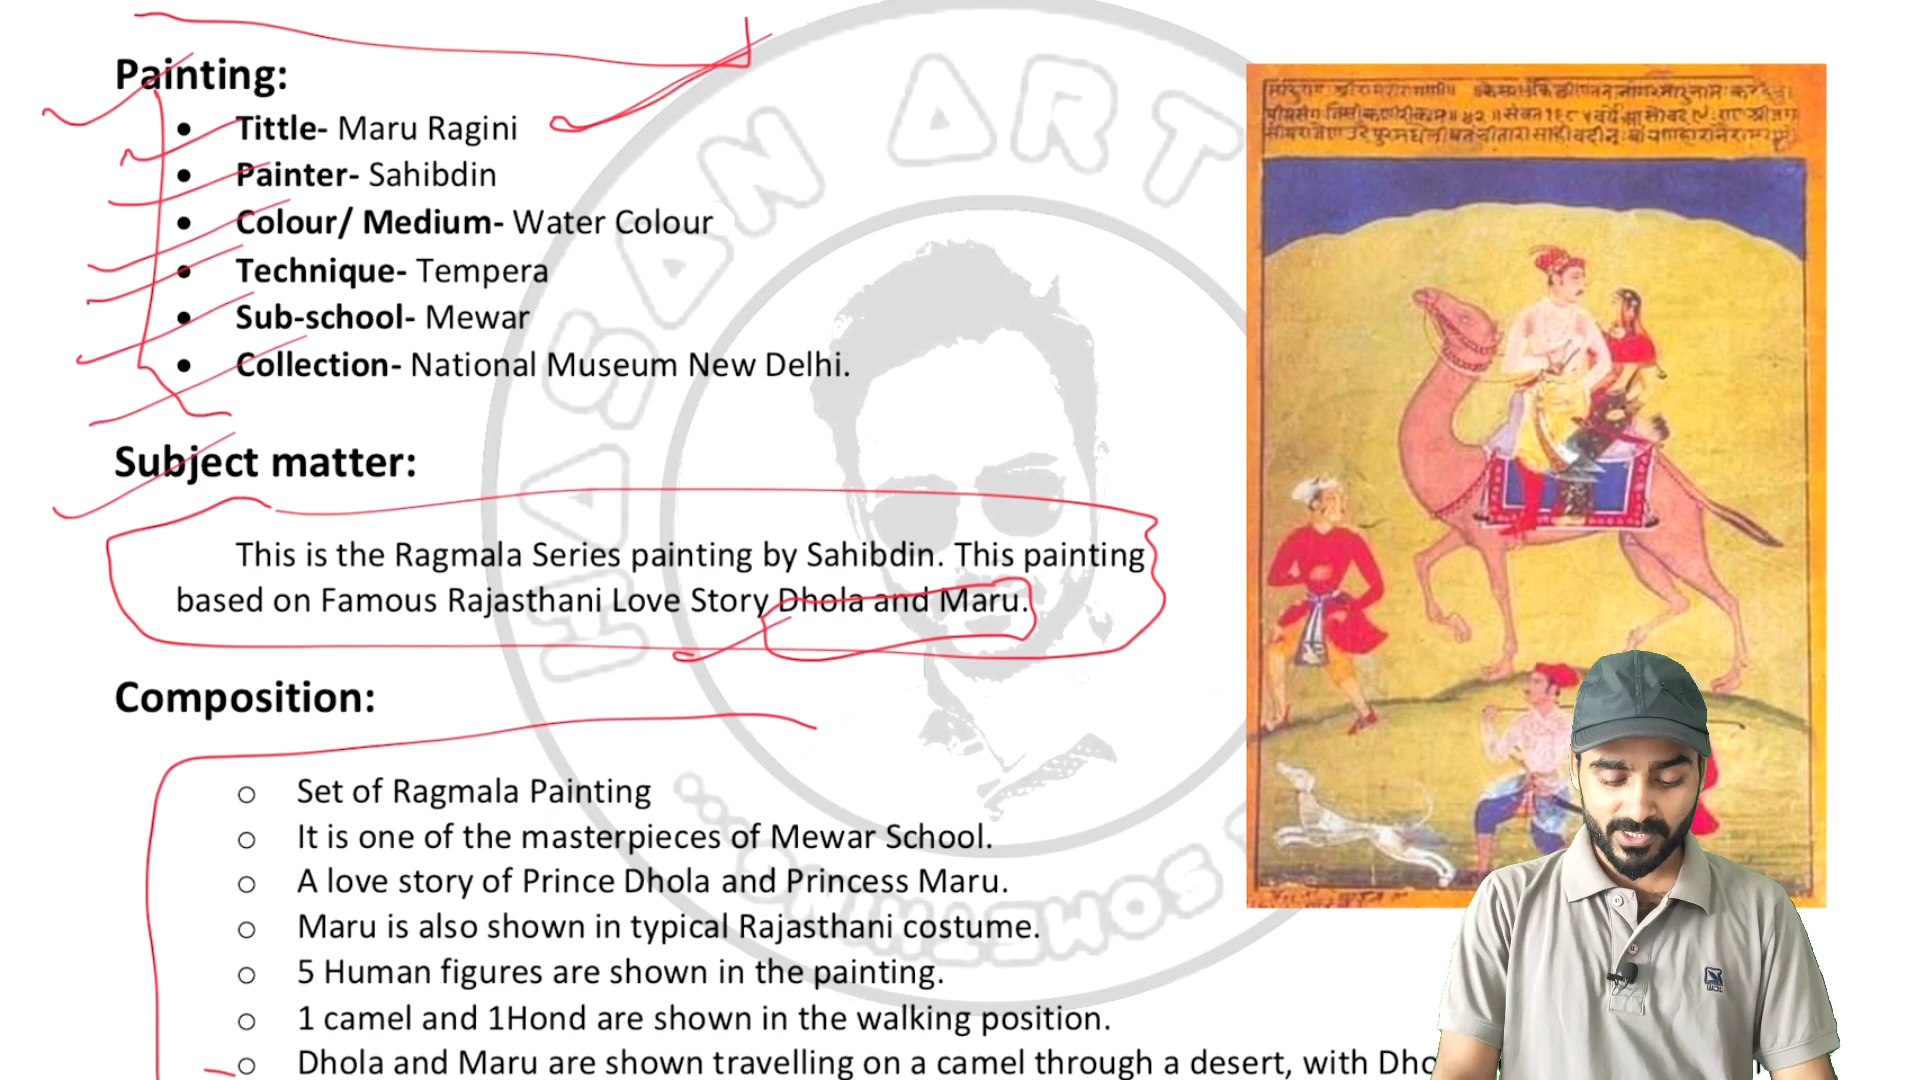 Painting:
• Tittle- Maru Ragini
• Painter- Sahibdin
• Colour/ Medium- Water Colour
• Technique- Tempera
• Sub-school- Mewar
• Collection- National Museum New Delhi.
Subject matter:
This is the Ragmala Series painting by Sahibdin. This painting
based on Famous Rajasthani Love Story Dhola and Maru.
Composition:
o Set of Ragmala Painting
o It is one of the masterpieces of Mewar School.
o A love story of Prince Dhola and Princess Maru.
o Maru is also shown in typical Rajasthani costume.
o 5 Human figures are shown in the painting.
o 1 camel and 1Hond are shown in the walking position.
o Dhola and Maru are shown travelling on a camel through a desert, with Dho
HASAN ART
SOMETHING...